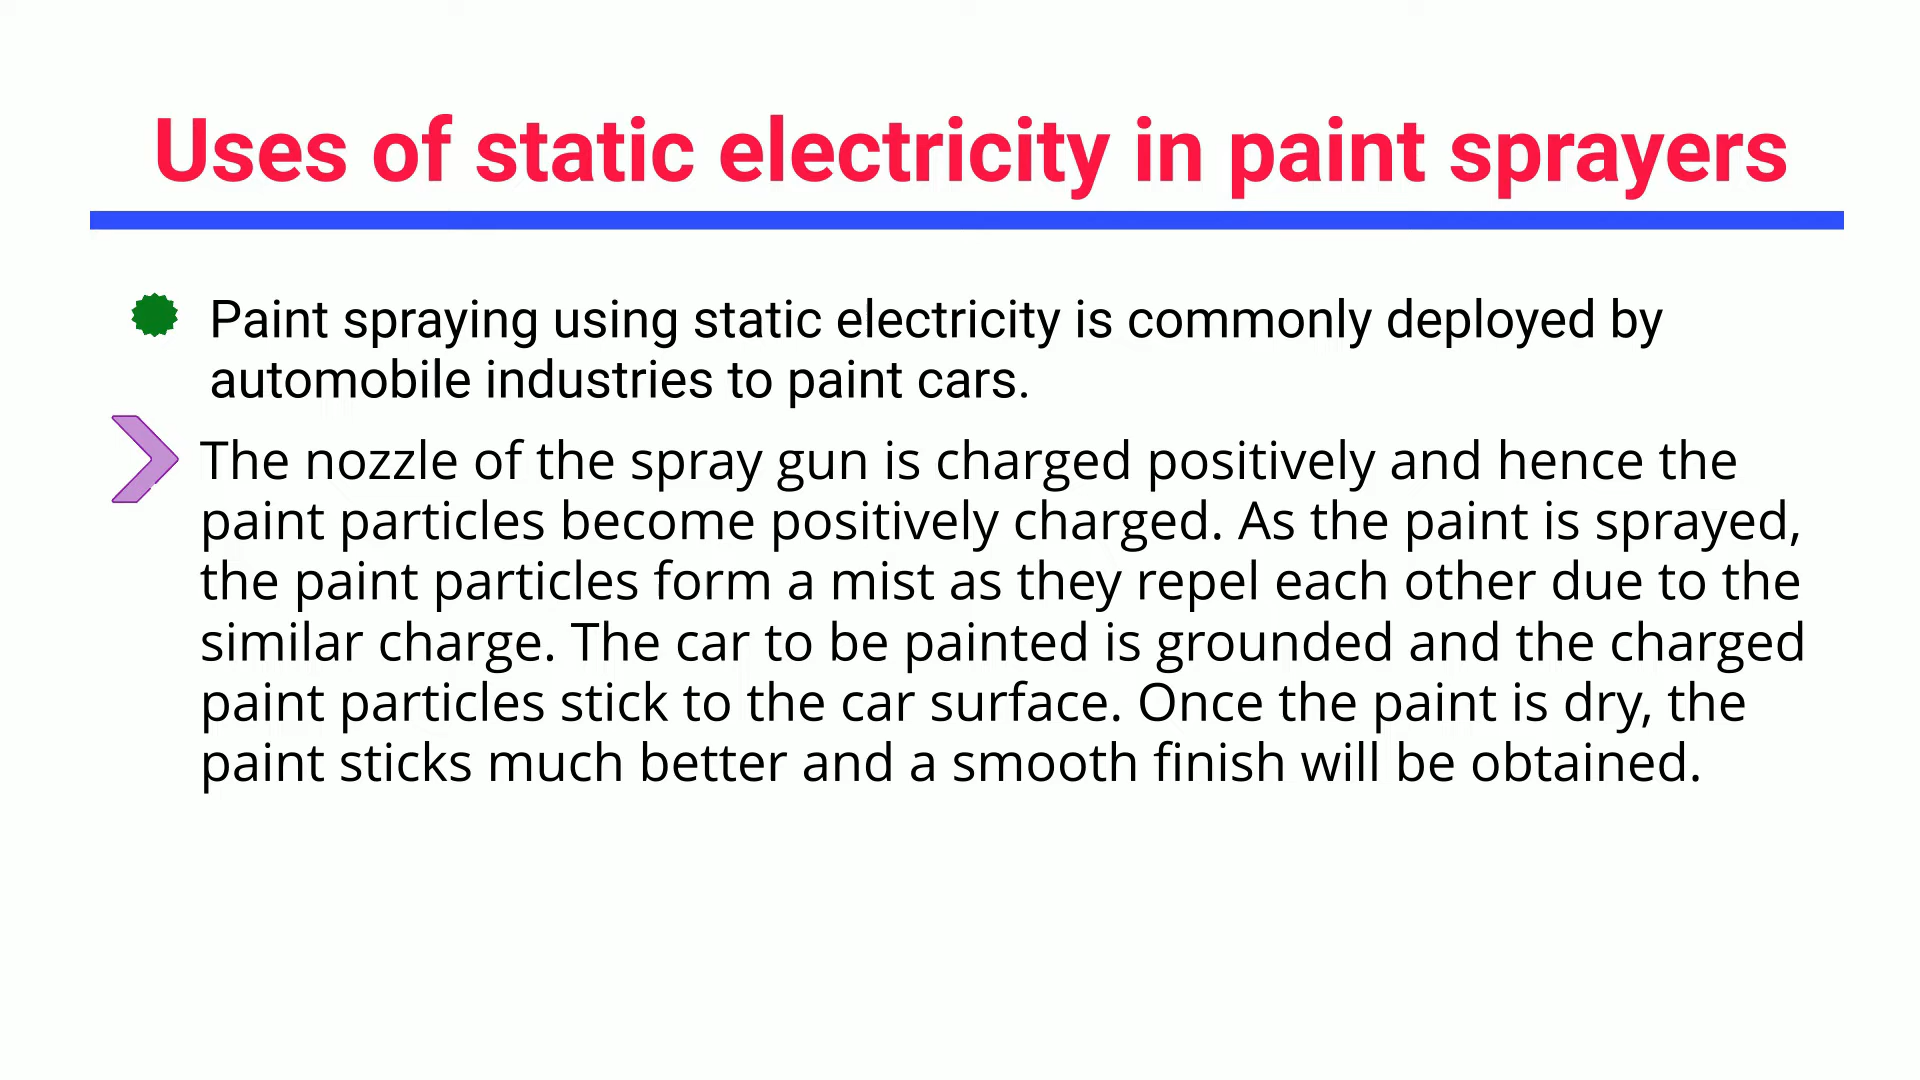 Uses of static electricity in paint sprayers
Paint spraying using static electricity is commonly deployed by
automobile industries to paint cars.
The nozzle of the spray gun is charged positively and hence the
paint particles become positively charged. As the paint is sprayed,
the paint particles form a mist as they repel each other due to the
similar charge. The car to be painted is grounded and the charged
paint particles stick to the car surface. Once the paint is dry, the
paint sticks much better and a smooth finish will be obtained.